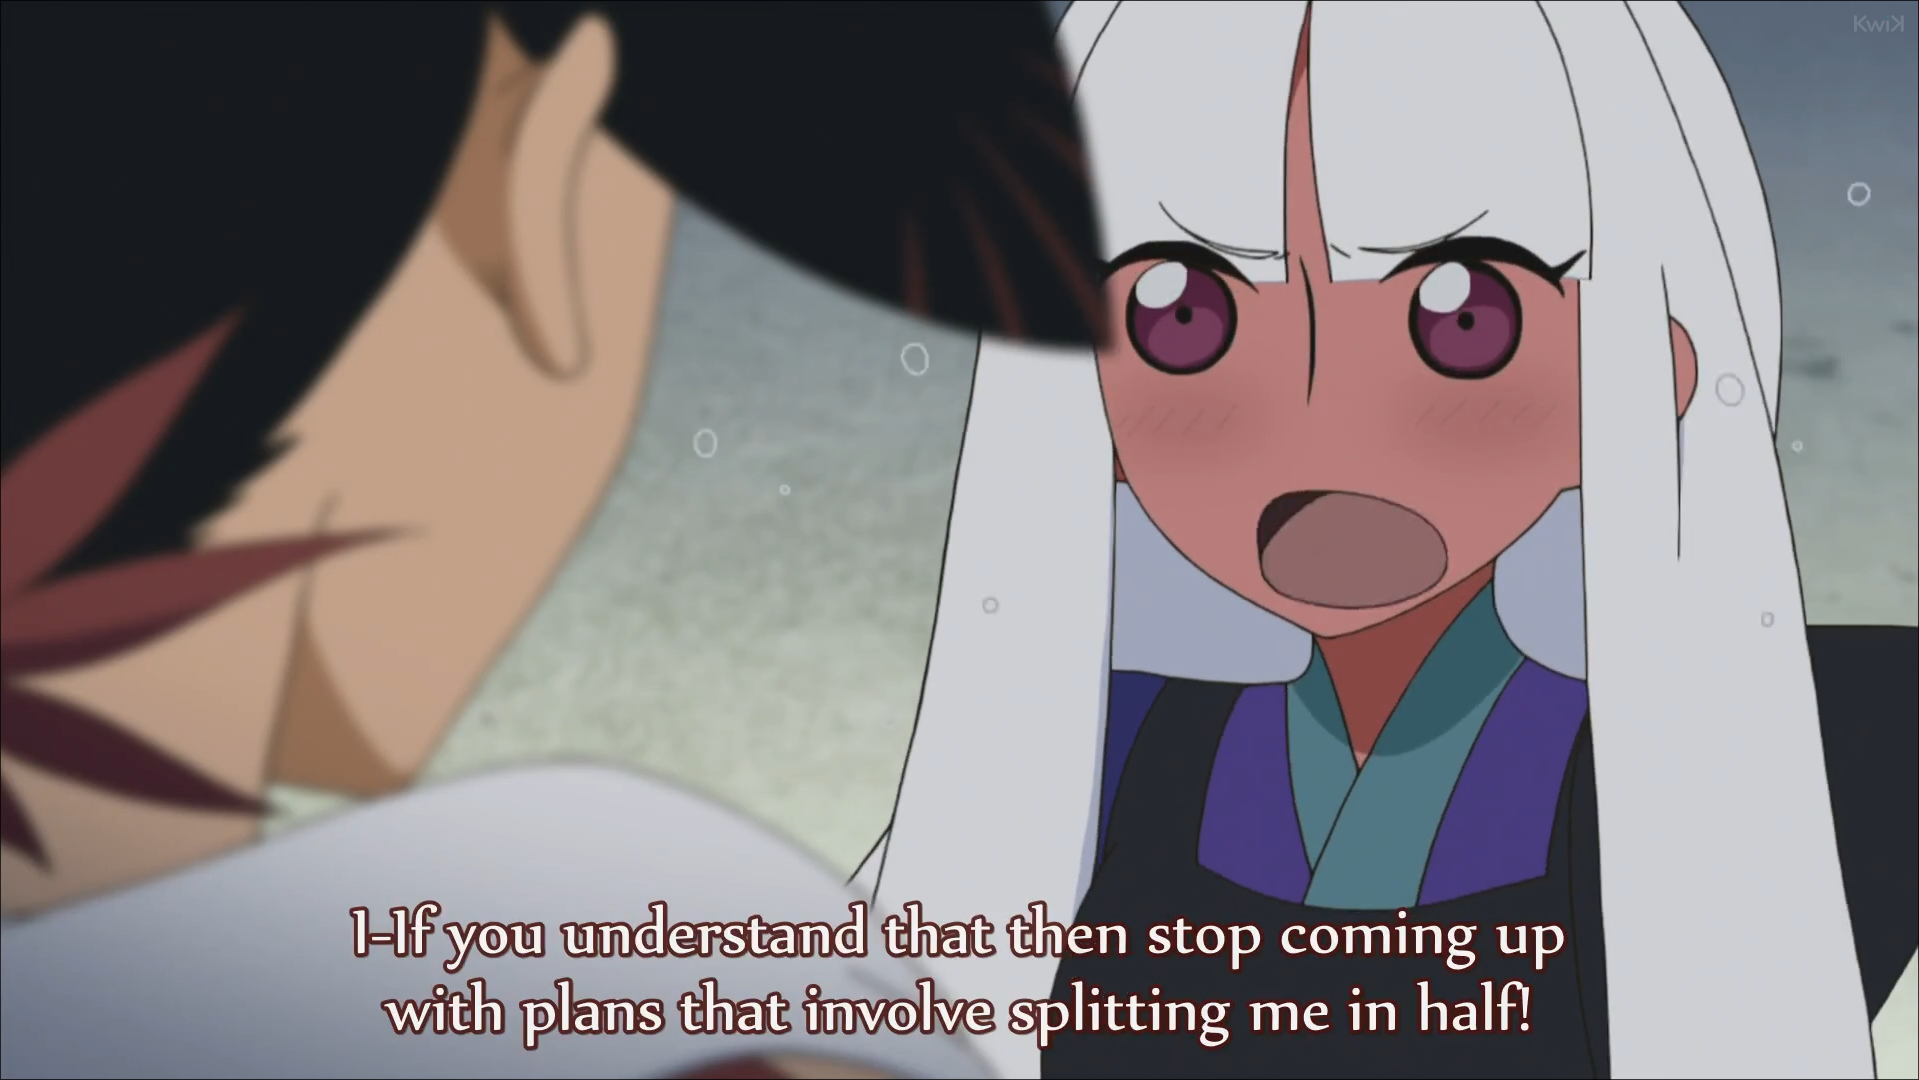 KwiK
I-If you understand that then stop coming up
with plans that involve splitting me in half!